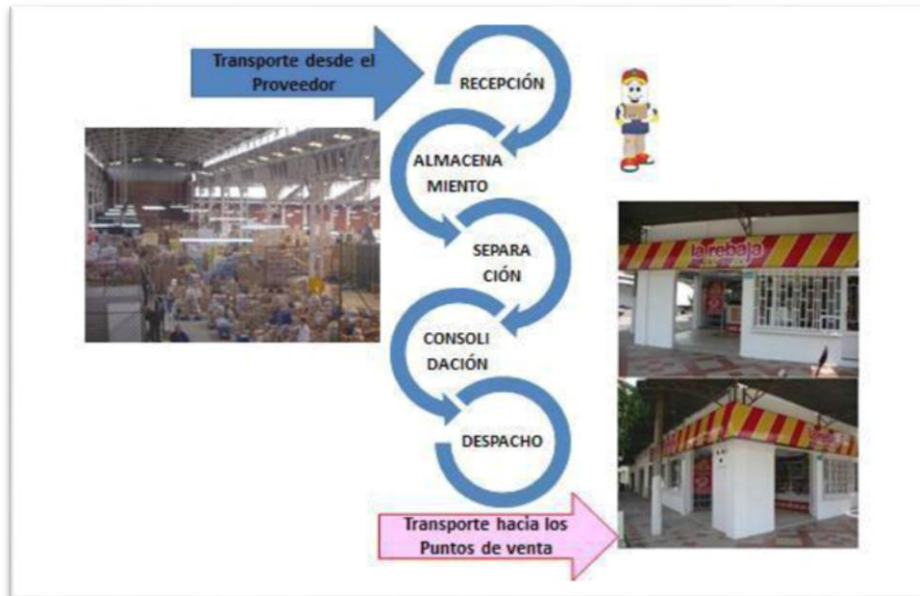 Transporte desde el
Proveedor
RECEPCIÓN
ALMACENA
MIENTO
SEPARA
CIÓN
la rebaja
CONSOLI
DACIÓN
DESPACHO
Transporte hacia los
Puntos de venta